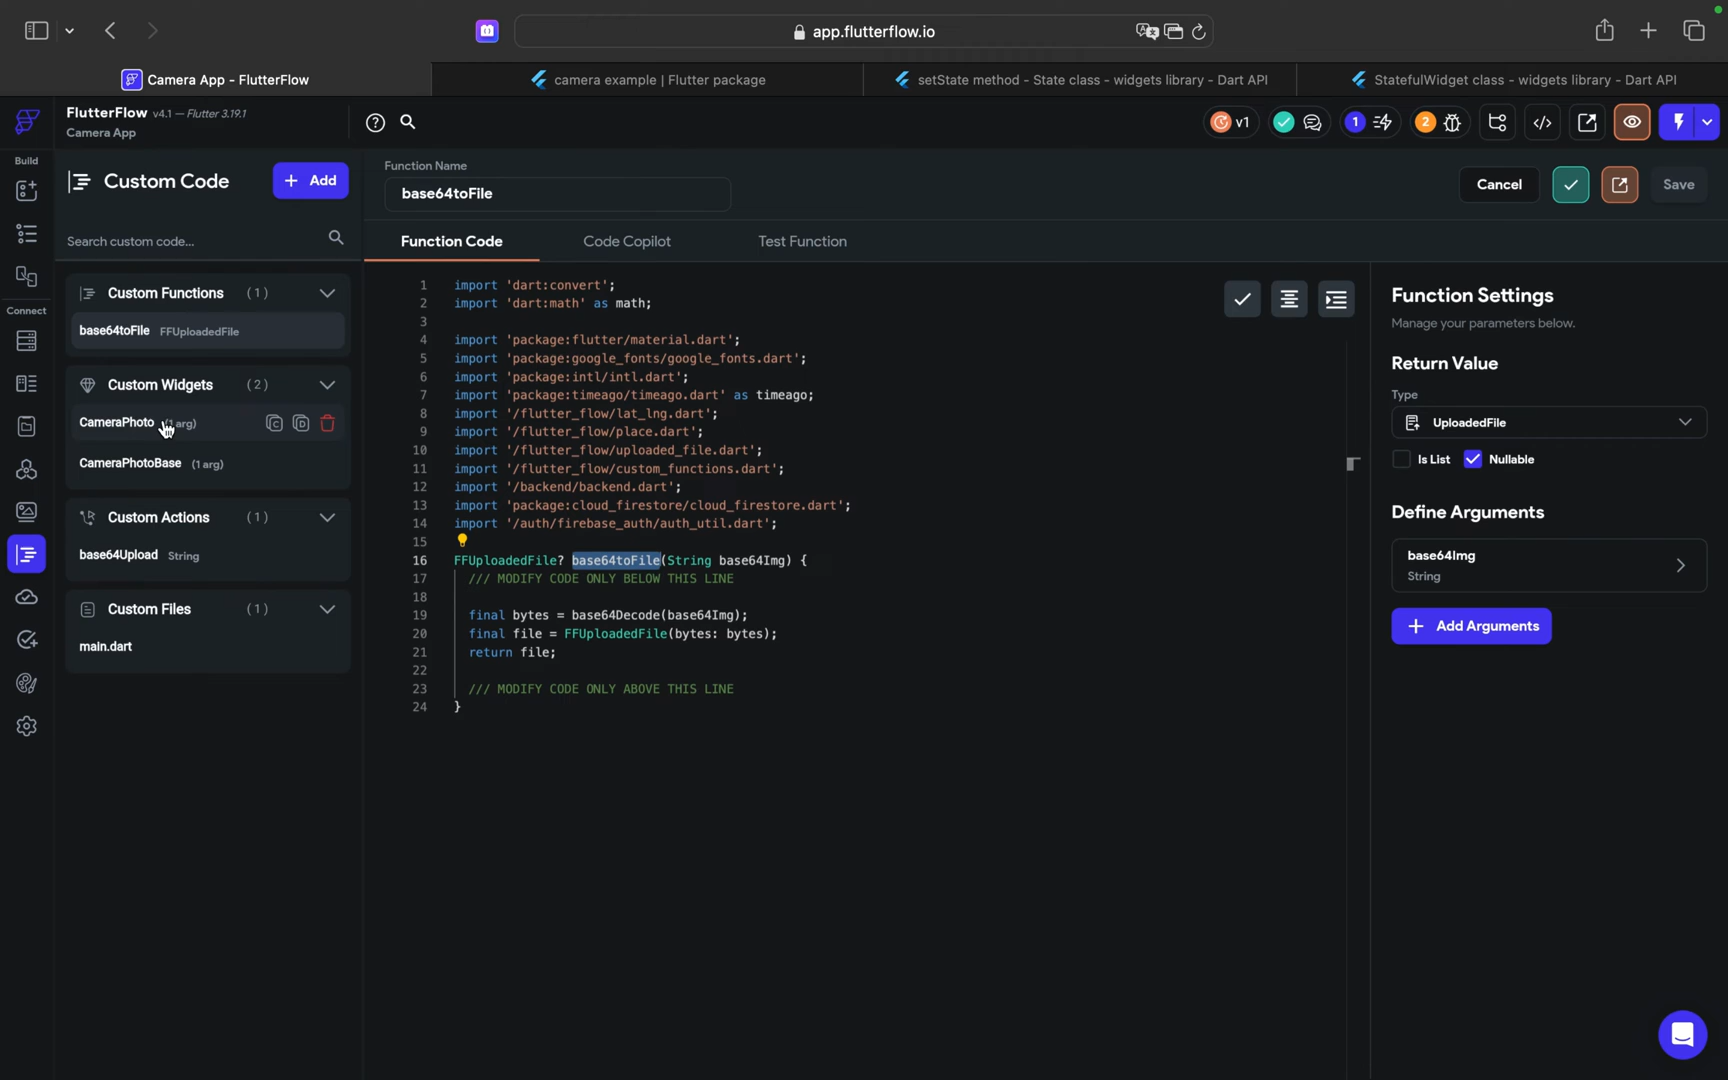 app.flutterflow.io
Camera App - FlutterFlow
camera example | Flutter package
setState method - State class - widgets library - Dart API
StatefulWidget class - widgets library - Dart API
FlutterFlow v4.1 — Flutter 3.19.1
Camera App
v1
1
2
Build
Connect
Custom Code
+ Add
Search custom code...
Custom Functions (1)
base64toFile FFUploadedFile
Custom Widgets (2)
CameraPhoto arg)
CameraPhotoBase (1 arg)
Custom Actions (1)
base64Upload String
Custom Files (1)
main.dart
Function Name
base64toFile
Cancel
Save
Function Code
Code Copilot
Test Function
1 import 'dart:convert';
2 import 'dart:math' as math;
3
4 import 'package:flutter/material.dart';
5 import 'package:google_fonts/google_fonts.dart';
6 import 'package:intl/intl.dart';
7 import 'package:timeago/timeago.dart' as timeago;
8 import '/flutter_flow/lat_lng.dart';
9 import '/flutter_flow/place.dart';
10 import '/flutter_flow/uploaded_file.dart';
11 import '/flutter_flow/custom_functions.dart';
12 import '/backend/backend.dart';
13 import 'package:cloud_firestore/cloud_firestore.dart';
14 import '/auth/firebase_auth/auth_util.dart';
15
16 FFUploadedFile? base64toFile(String base64Img) {
17 /// MODIFY CODE ONLY BELOW THIS LINE
18
19 final bytes = base64Decode(base64Img);
20 final file = FFUploadedFile(bytes: bytes);
21 return file;
22
23 /// MODIFY CODE ONLY ABOVE THIS LINE
24 }
Function Settings
Manage your parameters below.
Return Value
Type
UploadedFile
Is List
Nullable
Define Arguments
base64Img
String
+ Add Arguments